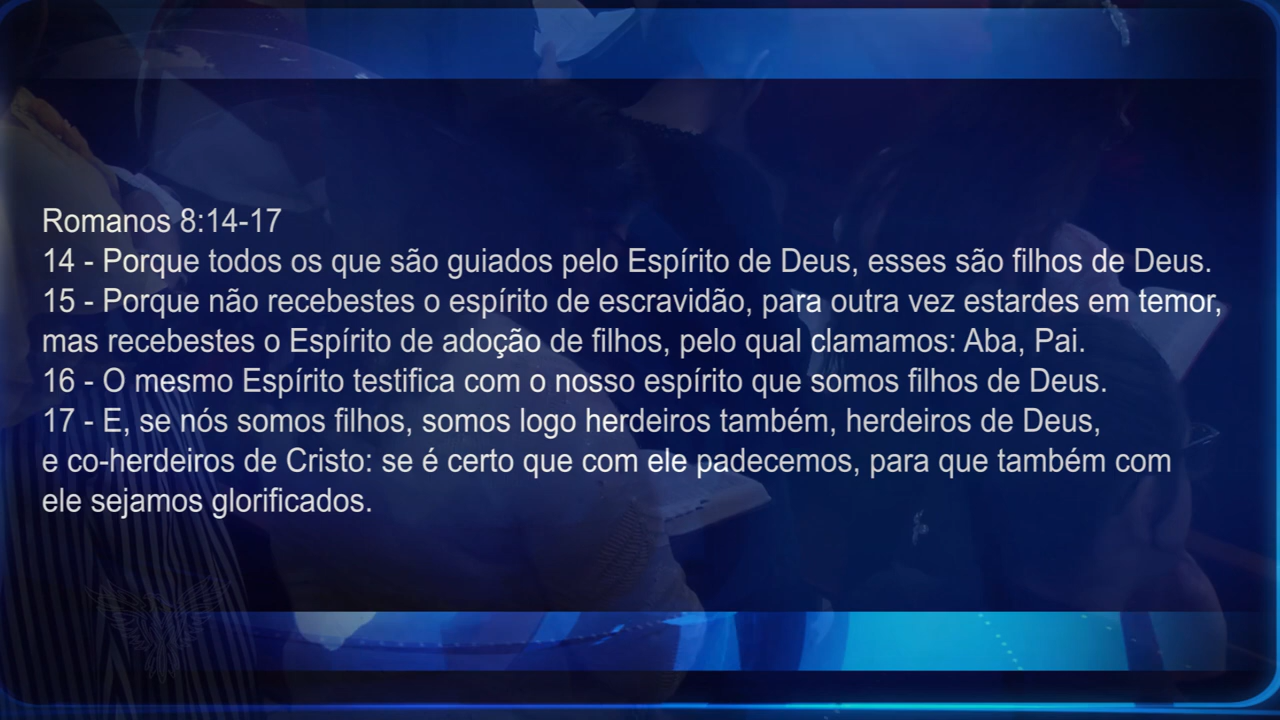 Romanos 8:14-17
14 - Porque todos os que são guiados pelo Espírito de Deus, esses são filhos de Deus.
15 - Porque não recebestes o espírito de escravidão, para outra vez estardes em temor,
mas recebestes o Espírito de adoção de filhos, pelo qual clamamos: Aba, Pai.
16 - O mesmo Espírito testifica com o nosso espírito que somos filhos de Deus.
17 - E, se nós somos filhos, somos logo herdeiros também, herdeiros de Deus,
e co-herdeiros de Cristo: se é certo que com ele padecemos, para que também com
ele sejamos glorificados.